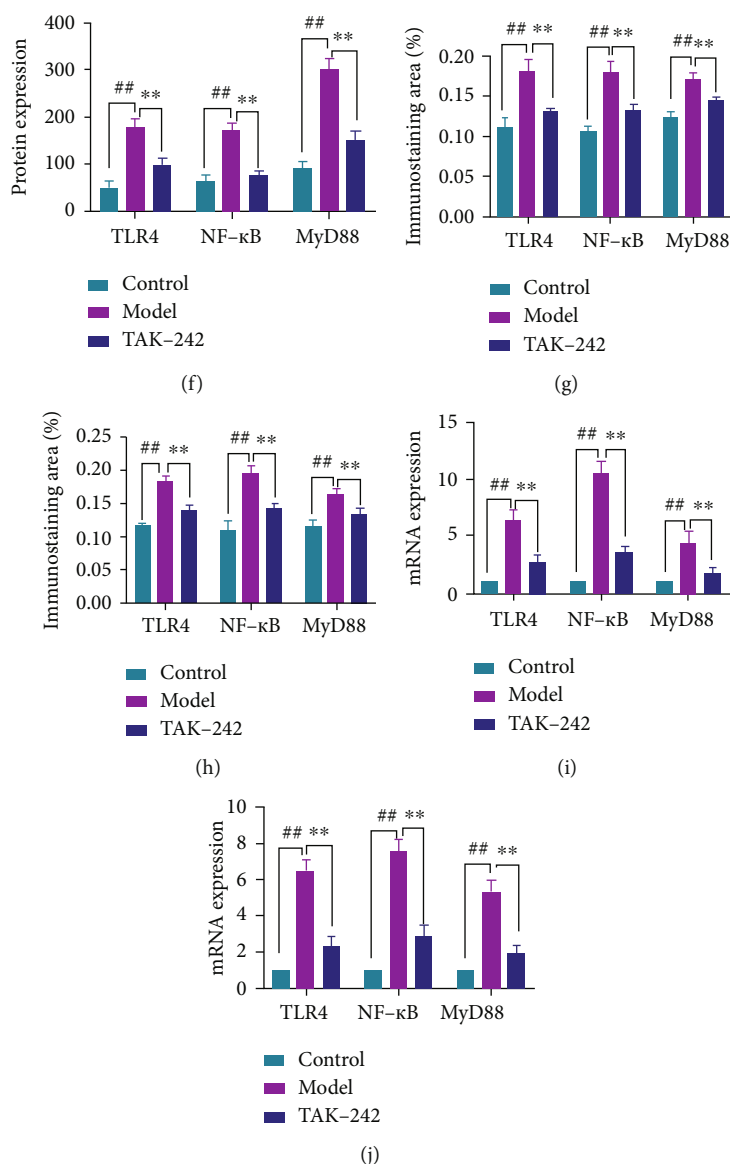 Protein expression
400
300
200
100
0
##
**
##
**
##
**
TLR4
NF–κB
MyD88
Control
Model
TAK–242
(f)
Immunostaining area (%)
0.20
0.15
0.10
0.05
0.00
##
**
##
**
##
**
TLR4
NF–κB
MyD88
Control
Model
TAK–242
(g)
Immunostaining area (%)
0.25
0.20
0.15
0.10
0.05
0.00
##
**
##
**
##
**
TLR4
NF–κB
MyD88
Control
Model
TAK–242
(h)
mRNA expression
15
10
5
0
##
**
##
**
##
**
TLR4
NF–κB
MyD88
Control
Model
TAK–242
(i)
mRNA expression
10
8
6
4
2
0
##
**
##
**
##
**
TLR4
NF–κB
MyD88
Control
Model
TAK–242
(j)